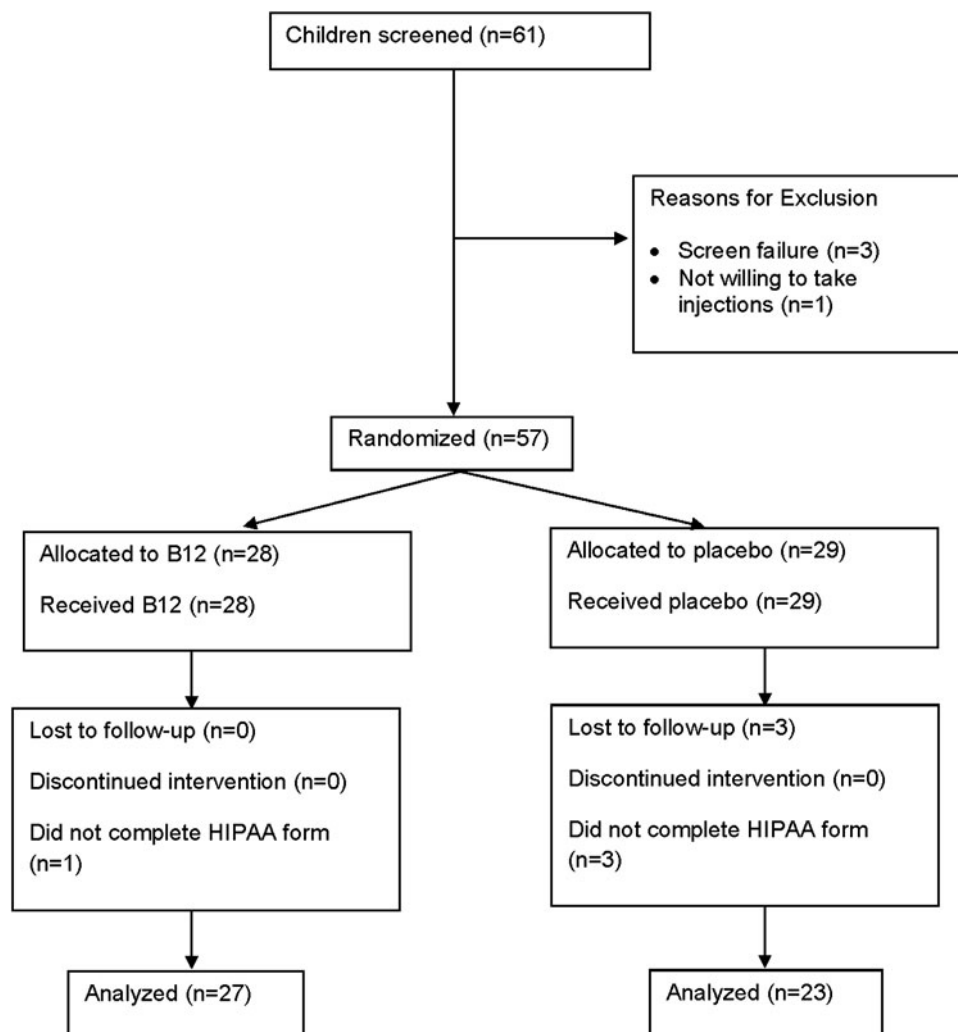 Children screened (n=61)
Reasons for Exclusion
• Screen failure (n=3)
• Not willing to take
injections (n=1)
Randomized (n=57)
Allocated to B12 (n=28)
Received B12 (n=28)
Allocated to placebo (n=29)
Received placebo (n=29)
Lost to follow-up (n=0)
Discontinued intervention (n=0)
Did not complete HIPAA form
(n=1)
Lost to follow-up (n=3)
Discontinued intervention (n=0)
Did not complete HIPAA form
(n=3)
Analyzed (n=27)
Analyzed (n=23)